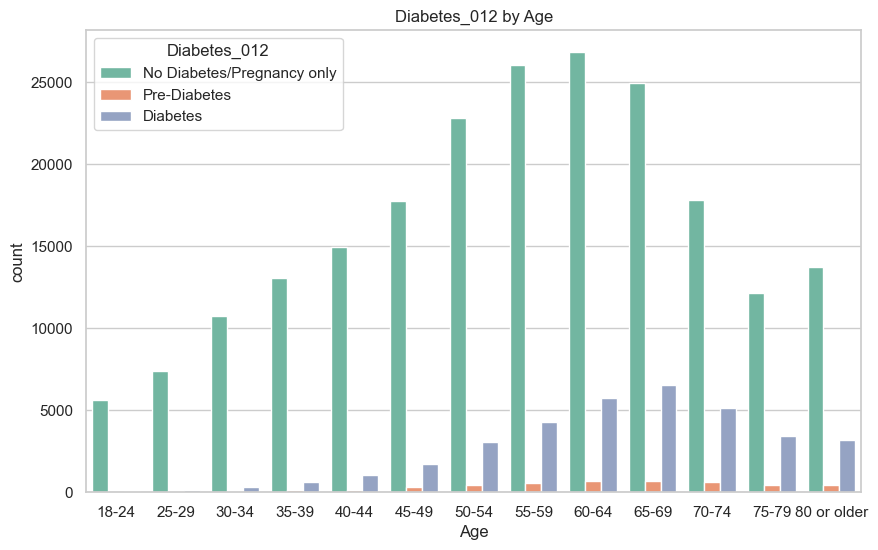 Diabetes_012 by Age
Diabetes_012
No Diabetes/Pregnancy only
Pre-Diabetes
Diabetes
count
25000
20000
15000
10000
5000
0
18-24 25-29 30-34 35-39 40-44 45-49 50-54 55-59 60-64 65-69 70-74 75-79 80 or older
Age